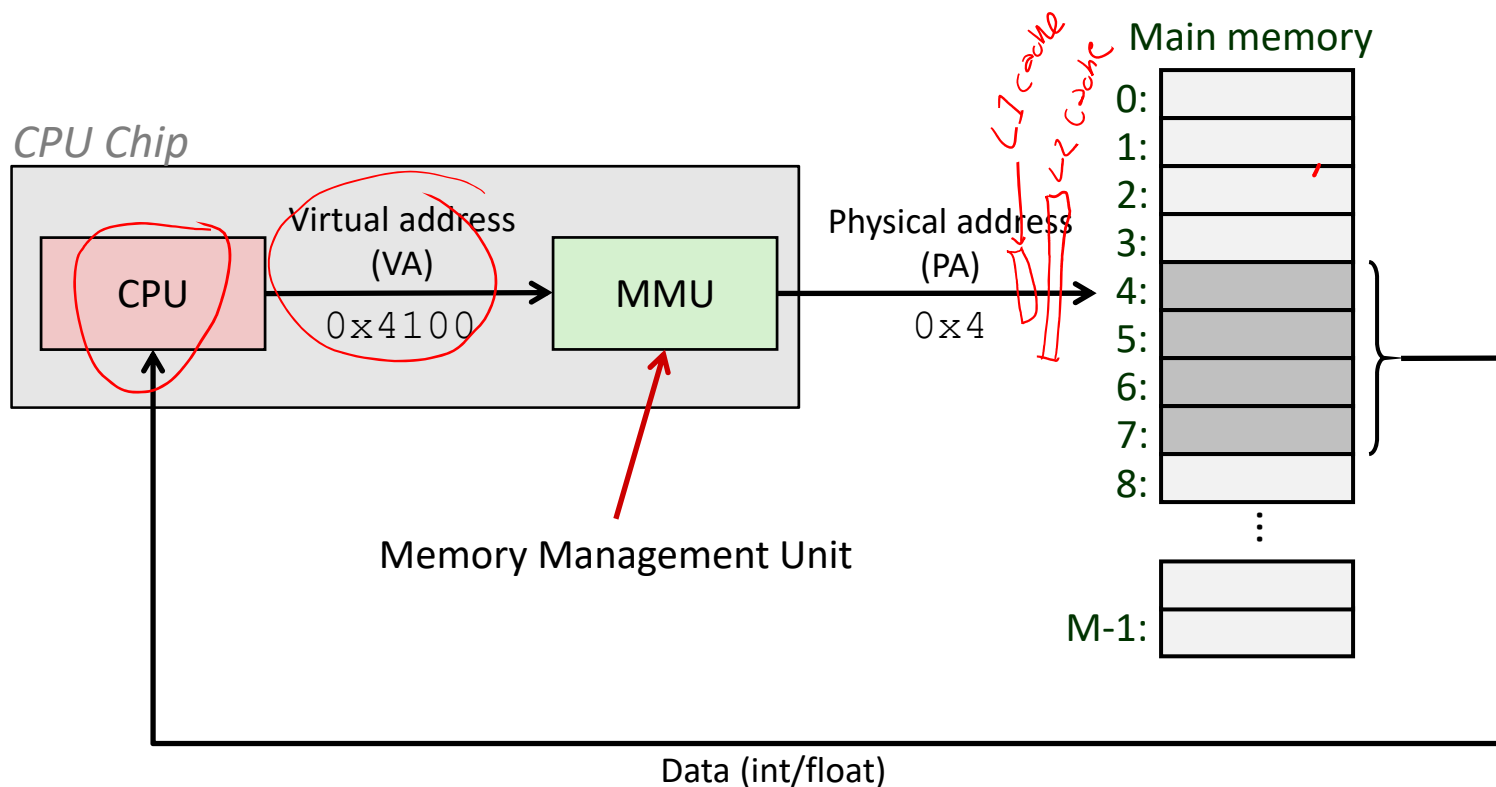 L1 cache
L2 cache
Main memory
CPU Chip
0:
1:
2:
3:
4:
5:
6:
7:
8:
⋮
M-1:
CPU
Virtual address
(VA)
0x4100
MMU
Physical address
(PA)
0x4
Memory Management Unit
Data (int/float)